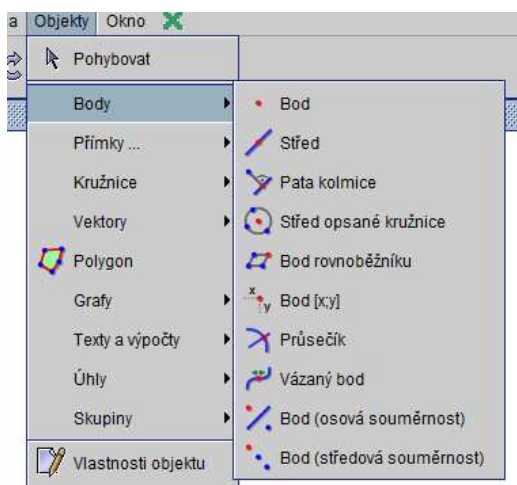 a Objekty Okno
Pohybovat
Body
Přímky ...
Kružnice
Vektory
Polygon
Grafy
Texty a výpočty
Úhly
Skupiny
Vlastnosti objektu
Bod
Střed
Pata kolmice
Střed opsané kružnice
Bod rovnoběžníku
x y Bod [x;y]
Průsečík
Vázaný bod
Bod (osová souměrnost)
Bod (středová souměrnost)